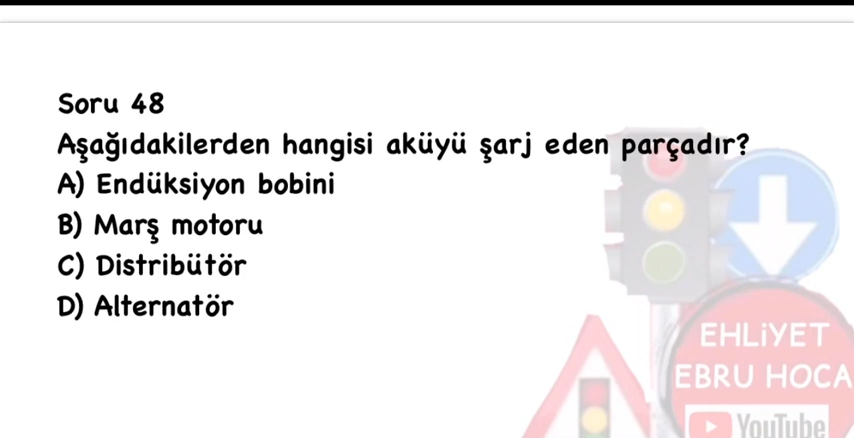 Soru 48
Aşağıdakilerden hangisi aküyü şarj eden parçadır?
A) Endüksiyon bobini
B) Marş motoru
C) Distribütör
D) Alternatör
EHLİYET
EBRU HOCA
YouTube